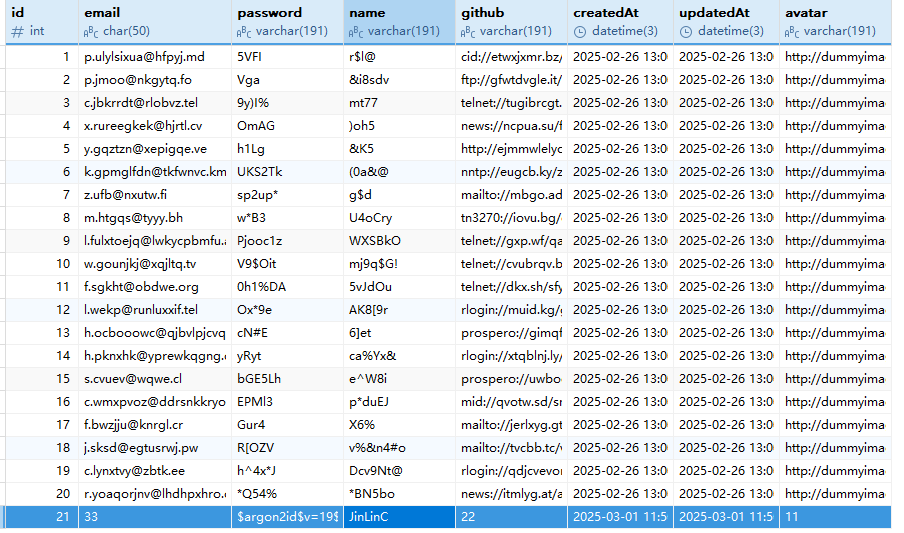 id email password name github createdAt updatedAt avatar
# int ABC char(50) ABC varchar(191) ABC varchar(191) ABC varchar(191) datetime(3) datetime(3) ABC varchar(191)
1 p.ulylsixua@hfpyj.md 5VFI r$l@ cid://etwxjxmr.bz/ 2025-02-26 13:0 2025-02-26 13:0 http://dummyima
2 p.jmoo@nkgytq.fo Vga &i8sdv ftp://gfwtdvgle.it/ 2025-02-26 13:0 2025-02-26 13:0 http://dummyima
3 c.jbkrrdt@rlobvz.tel 9y)I% mt77 telnet://tugibrcgt. 2025-02-26 13:0 2025-02-26 13:0 http://dummyima
4 x.rureegkek@hjrtl.cv OmAG )oh5 news://ncpua.su/f 2025-02-26 13:0 2025-02-26 13:0 http://dummyima
5 y.gqztzn@xepigqe.ve h1Lg &K5 http://ejmmwlelyc 2025-02-26 13:0 2025-02-26 13:0 http://dummyima
6 k.gpmglfdn@tkfwnvc.km UKS2Tk (0a&t@ nntp://eugcb.ky/z 2025-02-26 13:0 2025-02-26 13:0 http://dummyima
7 z.ufb@nxutw.fi sp2up* g$d mailto://mbgo.ad 2025-02-26 13:0 2025-02-26 13:0 http://dummyima
8 m.htgqs@tyyy.bh w*B3 U4oCry tn3270://iovu.bg/ 2025-02-26 13:0 2025-02-26 13:0 http://dummyima
9 l.fulxtoejq@lwkycpbmfu. Pjooc1z WXSBkO telnet://gxp.wf/qa 2025-02-26 13:0 2025-02-26 13:0 http://dummyima
10 w.gounjkj@xqjltq.tv V9$Oit mj9q$G! telnet://cvubrqv.b 2025-02-26 13:0 2025-02-26 13:0 http://dummyima
11 f.sgkht@obdwe.org 0h1%DA 5vJdOu telnet://dkx.sh/sfy 2025-02-26 13:0 2025-02-26 13:0 http://dummyima
12 l.wekp@runluxxif.tel Ox*9e AK8[9r rlogin://muid.kg/ 2025-02-26 13:0 2025-02-26 13:0 http://dummyima
13 h.ocbooowc@qjbvlpjcvq cN#E 6]et prospero://gimqf 2025-02-26 13:0 2025-02-26 13:0 http://dummyima
14 h.pknxhk@yprewkqgng. yRyt ca%Yx& rlogin://xtqblnj.ly/ 2025-02-26 13:0 2025-02-26 13:0 http://dummyima
15 s.cvuev@wqwe.cl bGE5Lh e^W8i prospero://uwbo 2025-02-26 13:0 2025-02-26 13:0 http://dummyima
16 c.wmxpvoz@ddrsnkkryo EPMl3 p*duEJ mid://qvotw.sd/sr 2025-02-26 13:0 2025-02-26 13:0 http://dummyima
17 f.bwzjju@knrgl.cr Gur4 X6% mailto://jerlxyg.gt 2025-02-26 13:0 2025-02-26 13:0 http://dummyima
18 j.sksd@egtusrwj.pw R[OZV v%&n4#o mailto://tvcbb.tc/ 2025-02-26 13:0 2025-02-26 13:0 http://dummyima
19 c.lynxtvy@zbtk.ee h^4x*J Dcv9Nt@ rlogin://qdjcvevor 2025-02-26 13:0 2025-02-26 13:0 http://dummyima
20 r.yoaqorjnv@lhdhpxhro. *Q54% *BN5bo news://itmlyg.at/a 2025-02-26 13:0 2025-02-26 13:0 http://dummyima
21 33 $argon2id$v=19$ JinLinC 22 2025-03-01 11:5 2025-03-01 11:5 11